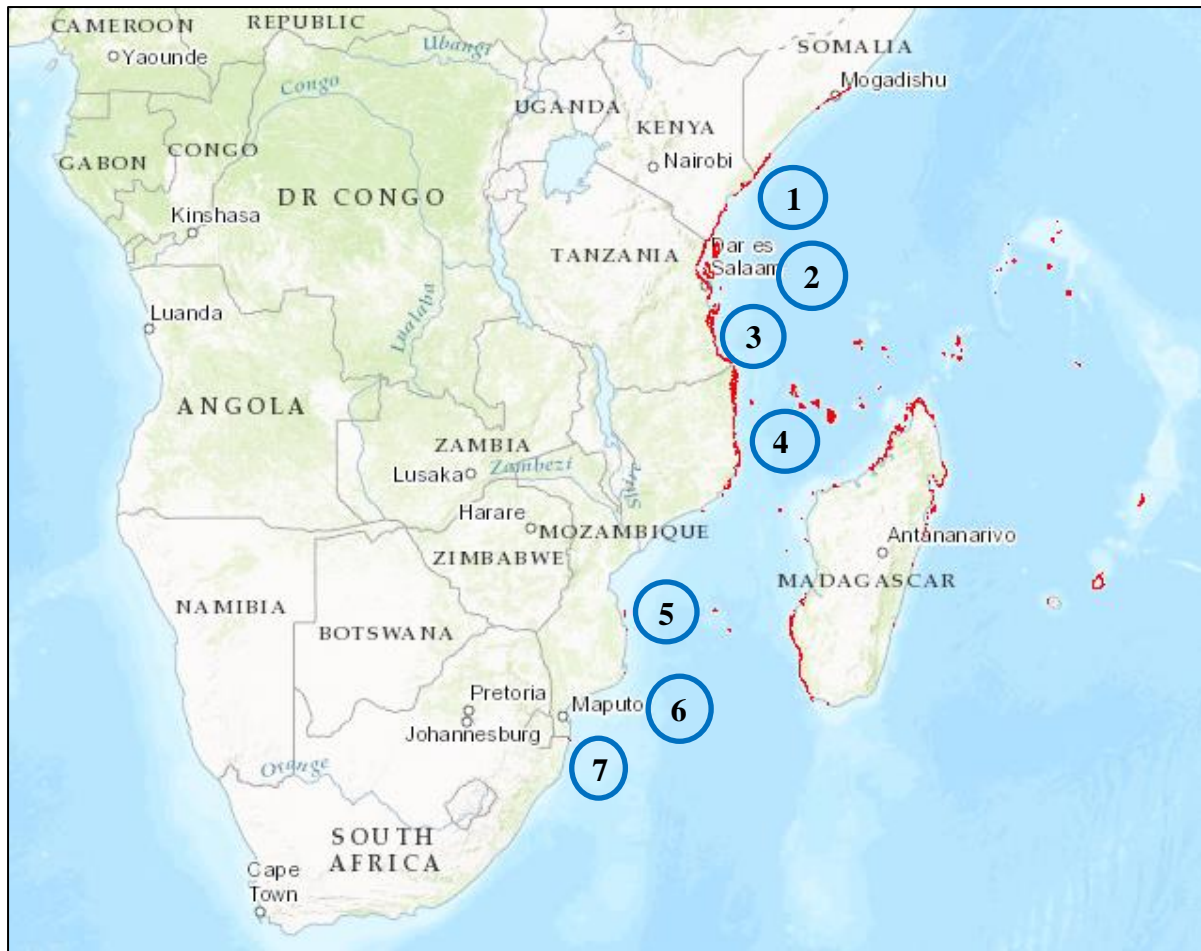 CAMEROON
REPUBLIC
Yaounde
Ubangi
SOMALIA
Mogadishu
Congo
UGANDA
KENYA
Nairobi
GABON
CONGO
DR CONGO
1
Kinshasa
TANZANIA
Dar es
Salaam
2
Luanda
Lualaba
3
ANGOLA
4
ZAMBIA
Zambezi
Lusaka
Shire
Harare
MOZAMBIQUE
ZIMBABWE
Antananarivo
MADAGASCAR
NAMIBIA
BOTSWANA
5
Pretoria
Johannesburg
Maputo
6
7
Orange
SOUTH
AFRICA
Cape
Town